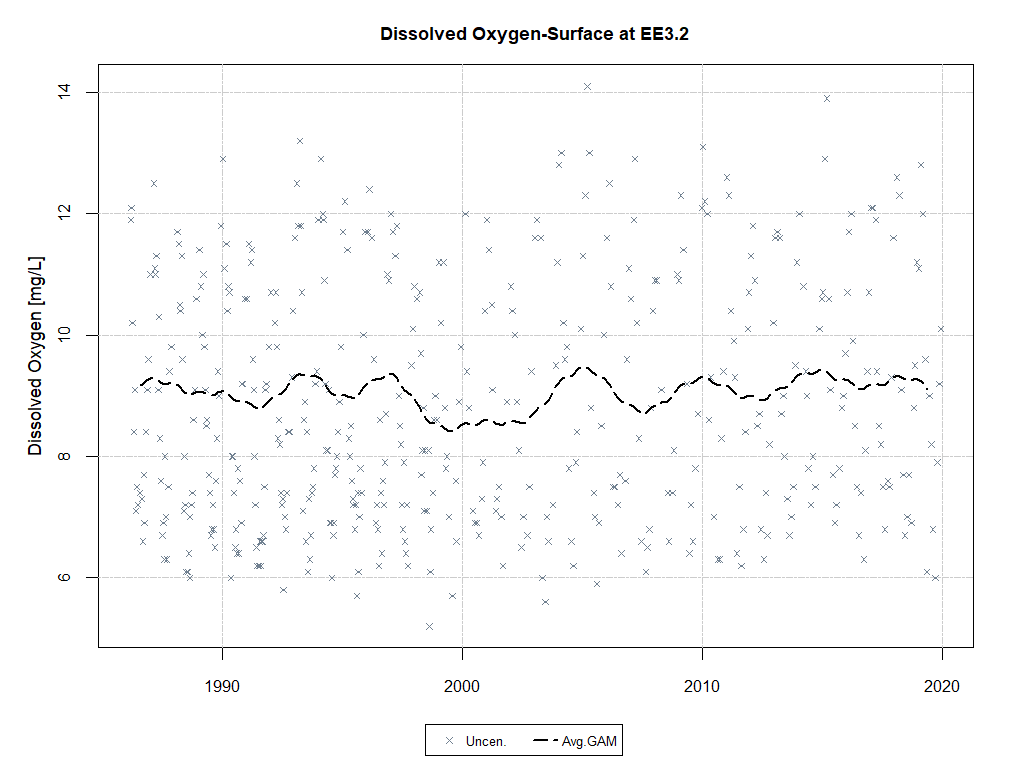 Dissolved Oxygen-Surface at EE3.2
Dissolved Oxygen [mg/L]
14
12
10
8
6
1990 2000 2010 2020
Uncen. Avg.GAM